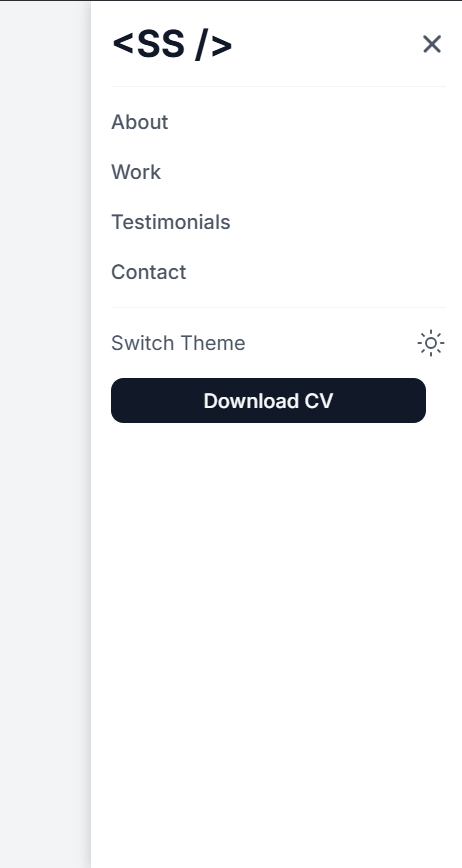 <SS />
About
Work
Testimonials
Contact
Switch Theme
Download CV